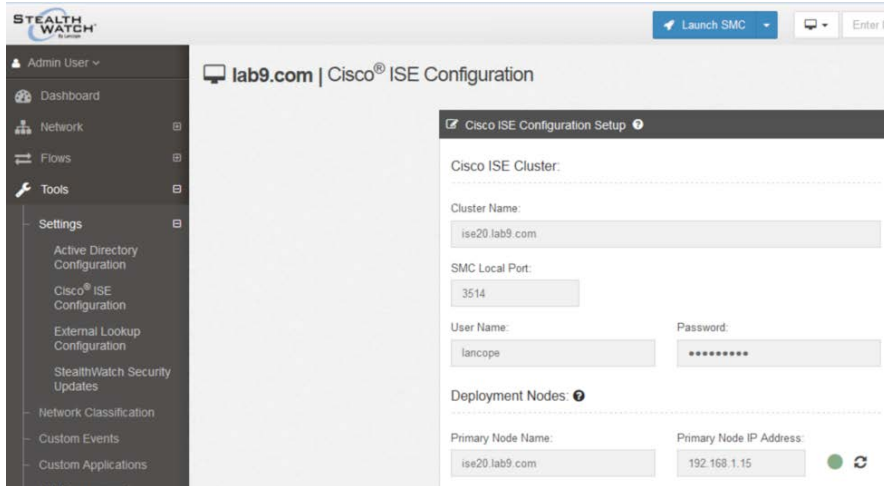 STEALTH
WATCH
By Lancope
Launch SMC
Enter
Admin User
lab9.com | Cisco® ISE Configuration
Dashboard
Network
Flows
Tools
Settings
Active Directory
Configuration
Cisco® ISE
Configuration
External Lookup
Configuration
StealthWatch Security
Updates
Network Classification
Custom Events
Custom Applications
Cisco ISE Configuration Setup
Cisco ISE Cluster:
Cluster Name:
ise20.lab9.com
SMC Local Port:
3514
User Name: Password:
lancope •••••••••
Deployment Nodes:
Primary Node Name: Primary Node IP Address:
ise20.lab9.com 192.168.1.15